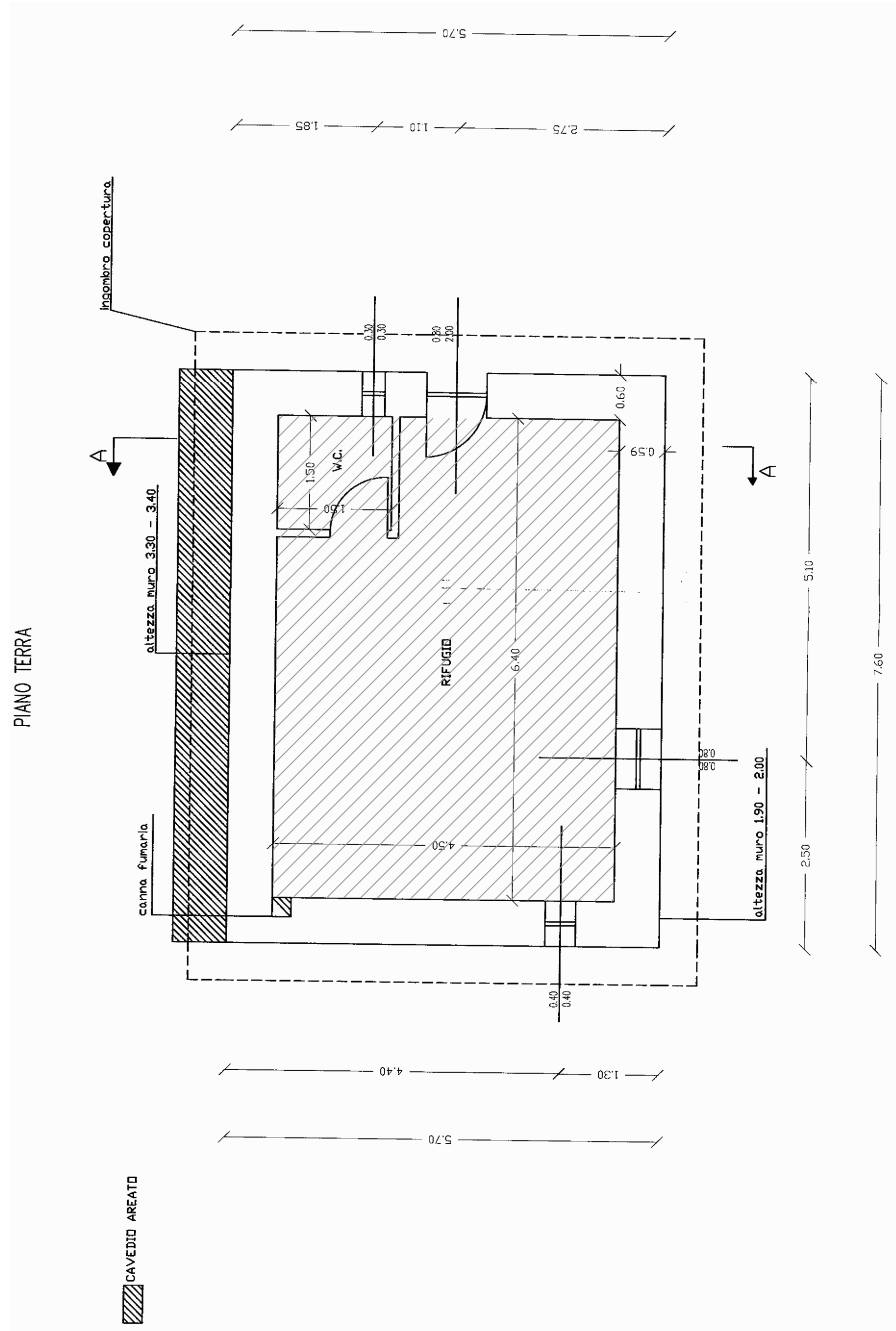 PIANO TERRA
5.70
1.85
1.10
2.75
Ingombro copertura
0.30
0.30
0.80
2.00
0.60
0.59
A
A
1.50
W.C.
1.50
altezza muro 3.30 - 3.40
RIFUGIO
6.40
4.50
canna fumaria
0.80
0.80
altezza muro 1.90 - 2.00
0.40
0.40
5.10
2.50
7.60
4.40
1.30
5.70
CAVEDIO AREATO